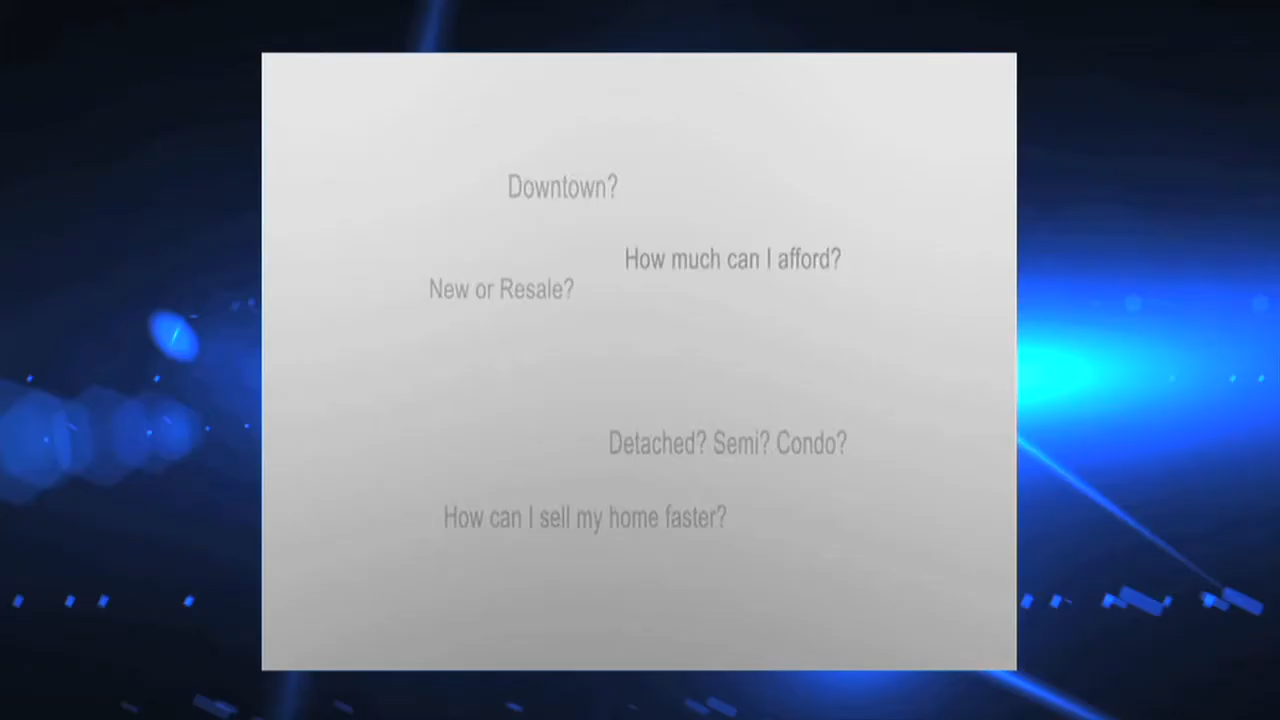 Downtown?
How much can I afford?
New or Resale?
Detached? Semi? Condo?
How can I sell my home faster?